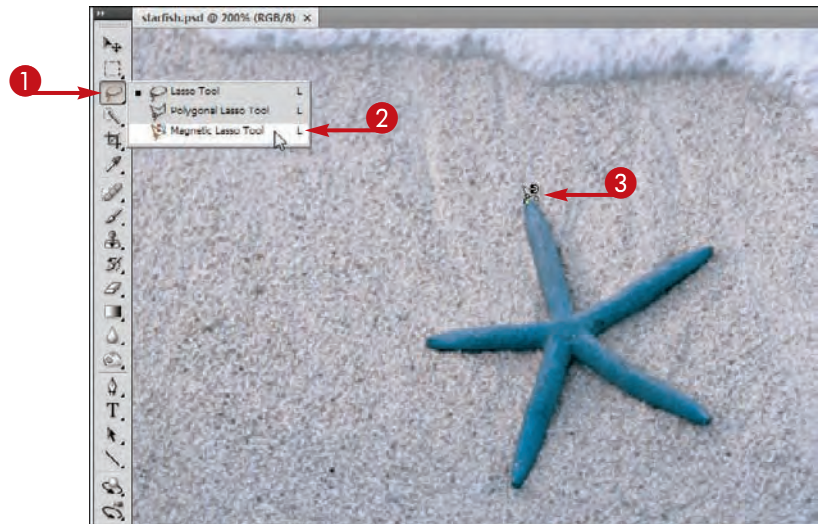 starfish.psd @ 200% (RGB/8) ×
1
Lasso Tool L
Polygonal Lasso Tool L
Magnetic Lasso Tool L
2
3
T